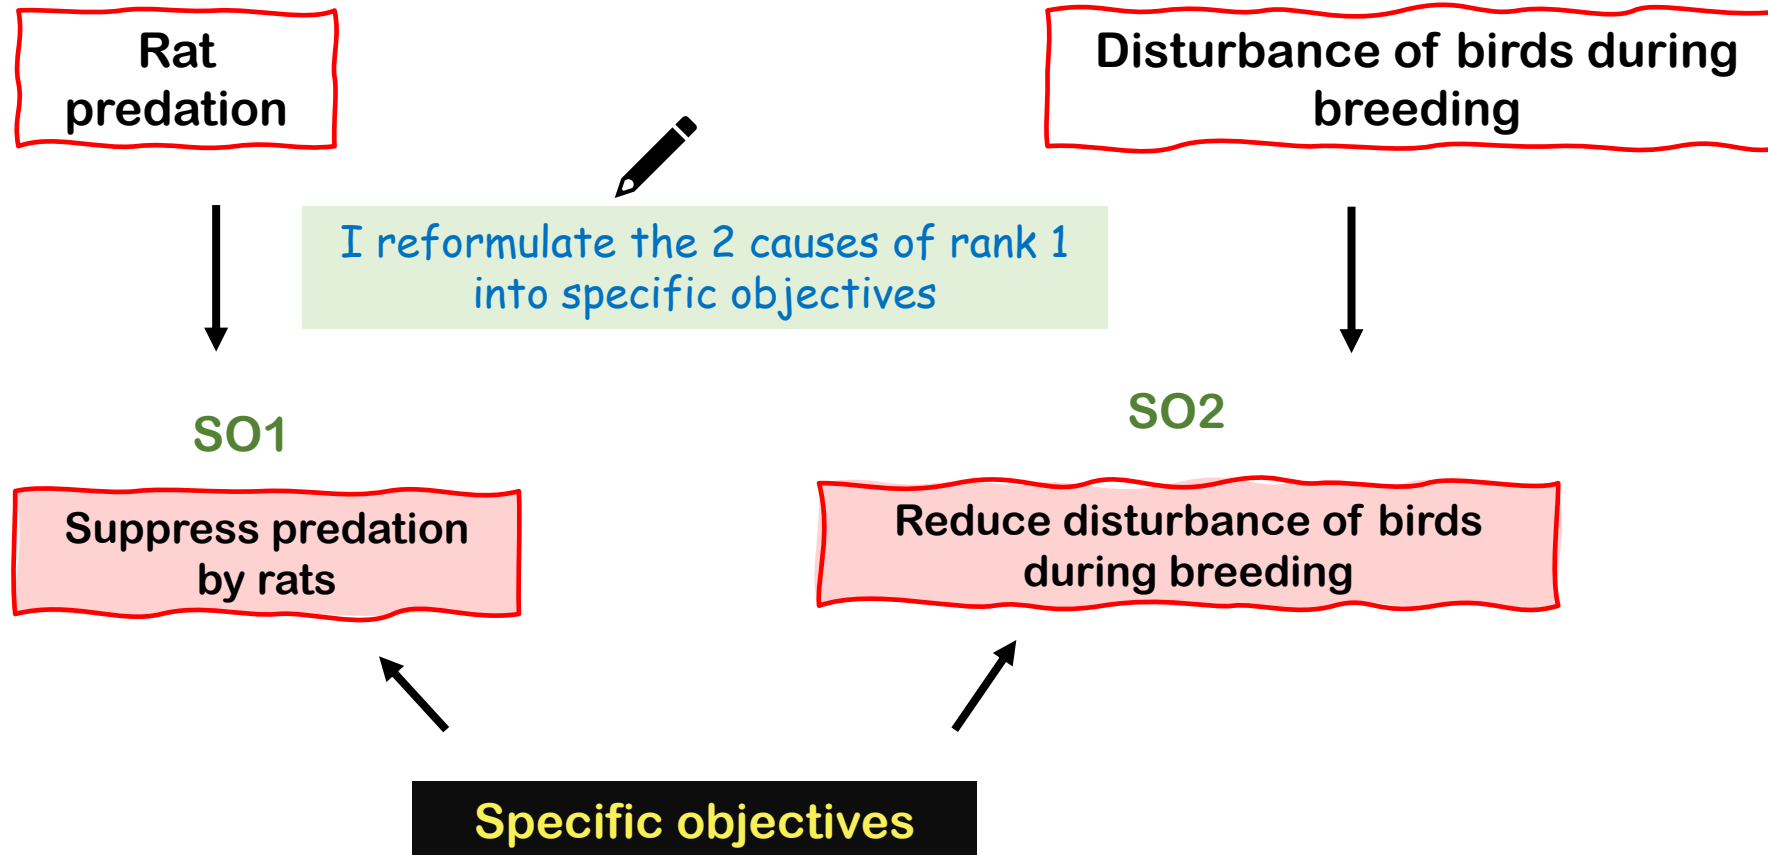 Rat
predation
Disturbance of birds during
breeding
I reformulate the 2 causes of rank 1
into specific objectives
SO1
SO2
Suppress predation
by rats
Reduce disturbance of birds
during breeding
Specific objectives